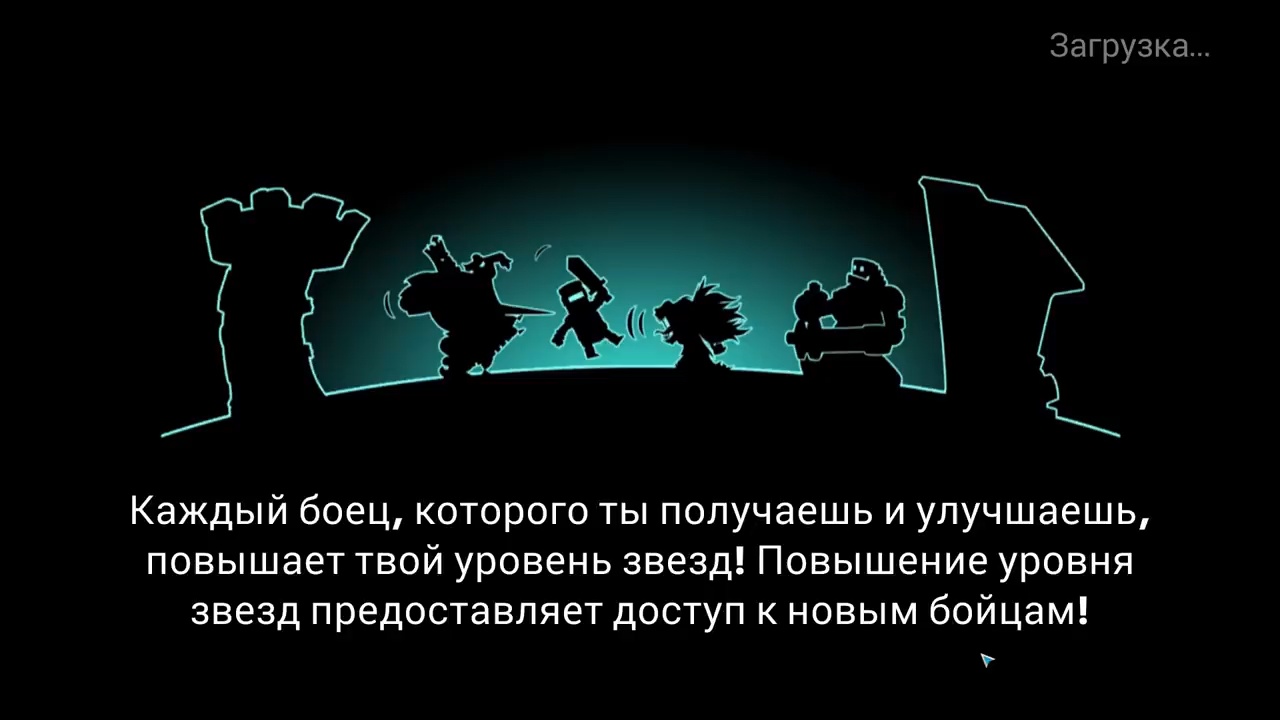 Загрузка...
Каждый боец, которого ты получаешь и улучшаешь,
повышает твой уровень звезд! Повышение уровня
звезд предоставляет доступ к новым бойцам!